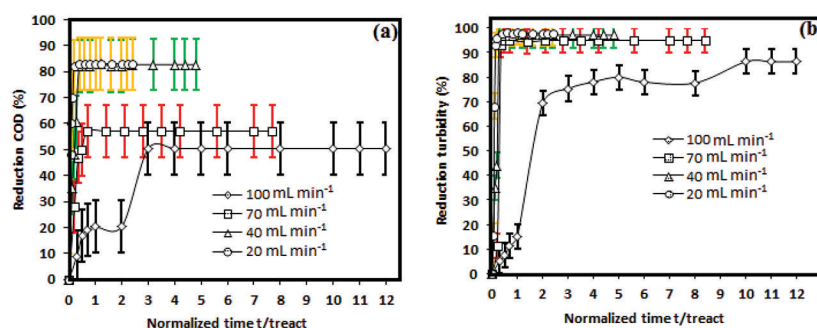 (a)
Reduction COD (%)
100
90
80
70
60
50
40
30
20
10
0
100 mL min⁻¹
70 mL min⁻¹
40 mL min⁻¹
20 mL min⁻¹
0 1 2 3 4 5 6 7 8 9 10 11 12
Normalized time t/treact
(b
Reduction turbidity (%)
100
90
80
70
60
50
40
30
20
10
0
100 mL min⁻¹
70 mL min⁻¹
40 mL min⁻¹
20 mL min⁻¹
0 1 2 3 4 5 6 7 8 9 10 11 12
Normalized time t/treact